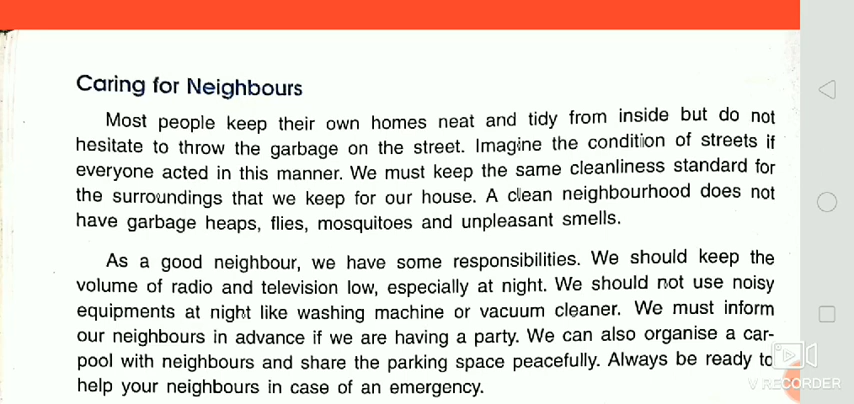 Caring for Neighbours
Most people keep their own homes neat and tidy from inside but do not
hesitate to throw the garbage on the street. Imagine the condition of streets if
everyone acted in this manner. We must keep the same cleanliness standard for
the surroundings that we keep for our house. A clean neighbourhood does not
have garbage heaps, flies, mosquitoes and unpleasant smells.
As a good neighbour, we have some responsibilities. We should keep the
volume of radio and television low, especially at night. We should not use noisy
equipments at night like washing machine or vacuum cleaner. We must inform
our neighbours in advance if we are having a party. We can also organise a car-
pool with neighbours and share the parking space peacefully. Always be ready to
help your neighbours in case of an emergency.
V RECORDER